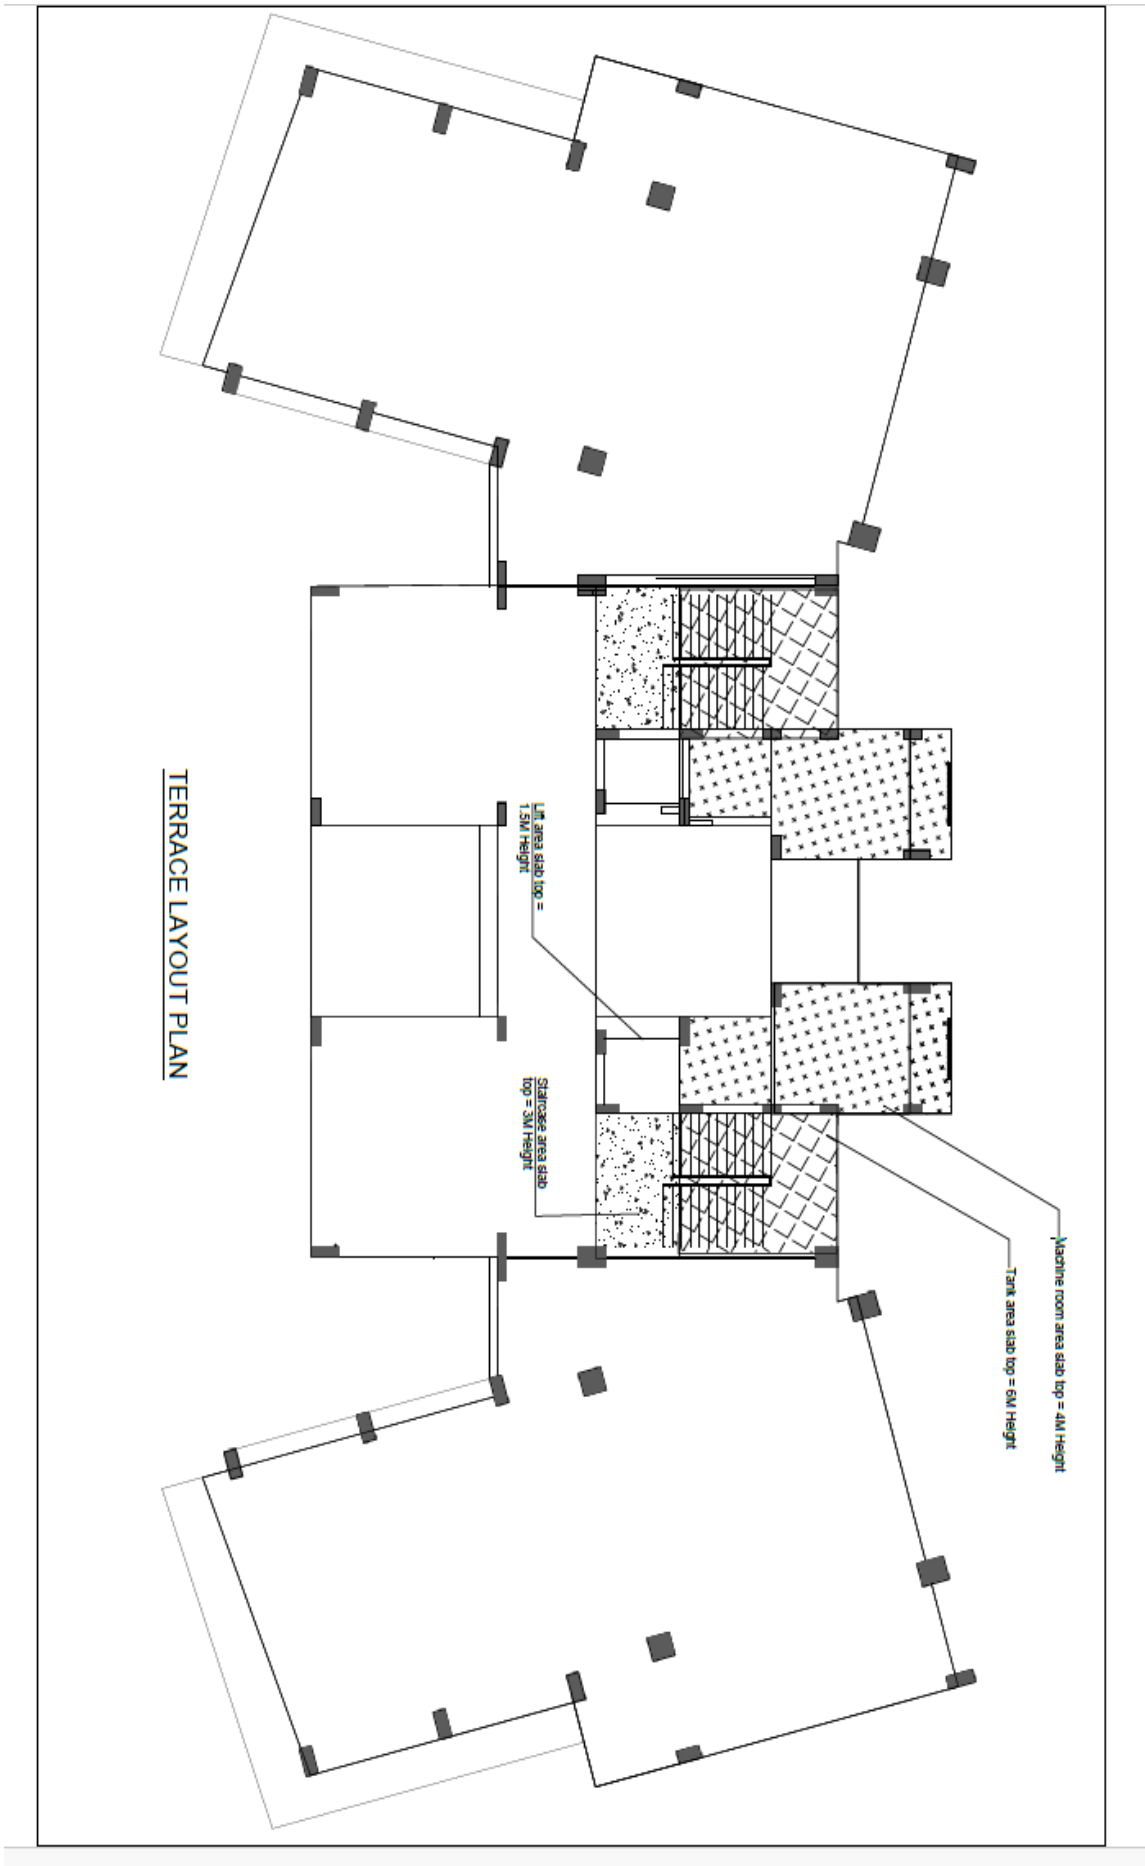 TERRACE LAYOUT PLAN
Lift area slab top =
1.5M Height
Staircase area slab
top = 3M Height
Machine room area slab top = 4M Height
Tank area slab top = 6M Height